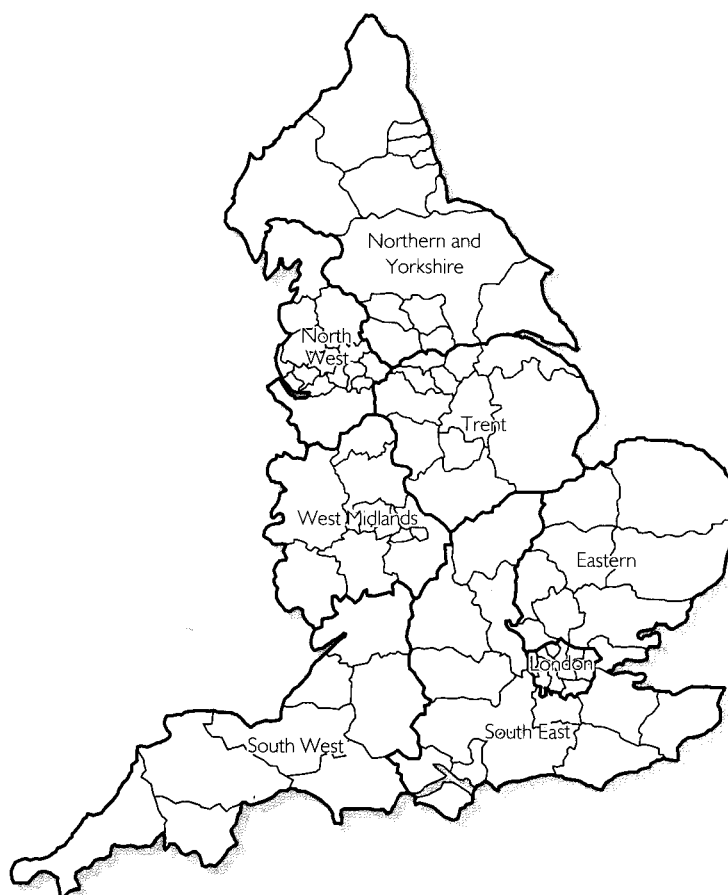 Northern and
Yorkshire
North
West
Trent
West Midlands
Eastern
London
South East
South West